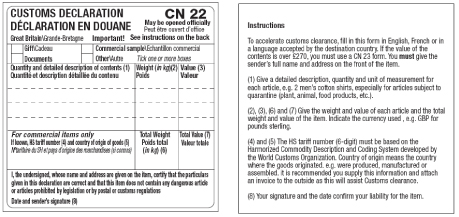 CUSTOMS DECLARATION
DÉCLARATION EN DOUANE
CN 22
May be opened officially
Peut être ouvert d'office
Great Britain\Grande-Bretagne Important! See instructions on the back
Gift\Cadeau Commercial sample\Echantillon commercial
Documents Other\Autre Tick one or more boxes
Quantity and detailed description of contents (1) Weight (in kg)(2) Value (3)
Quantité et description détaillée du contenu Poids Valeur
For commercial items only Total Weight Total Value (7)
If known, HS tariff number (4) and country of origin of goods (5) Poids total Valeur totale
N°tarifaire du SH et pays d'origine des marchandises (si connus) (in kg) (6)
I, the undersigned, whose name and address are given on the item, certify that the particulars
given in this declaration are correct and that this item does not contain any dangerous article
or articles prohibited by legislation or by postal or customs regulations
Date and sender's signature (8)
Instructions
To accelerate customs clearance, fill in this form in English, French or in
a language accepted by the destination country. If the value of the
contents is over £270, you must use a CN 23 form. You must give the
sender's full name and address on the front of the item.
(1) Give a detailed description, quantity and unit of measurement for
each article, e.g. 2 men's cotton shirts, especially for articles subject to
quarantine (plant, animal, food products, etc.).
(2), (3), (6) and (7) Give the weight and value of each article and the total
weight and value of the item. Indicate the currency used , e.g. GBP for
pounds sterling.
(4) and (5) The HS tariff number (6-digit) must be based on the
Harmonized Commodity Description and Coding System developed by
the World Customs Organization. Country of origin means the country
where the goods originated, e.g. were produced, manufactured or
assembled. It is recommended you supply this information and attach
an invoice to the outside as this will assist Customs clearance.
(8) Your signature and the date confirm your liability for the item.